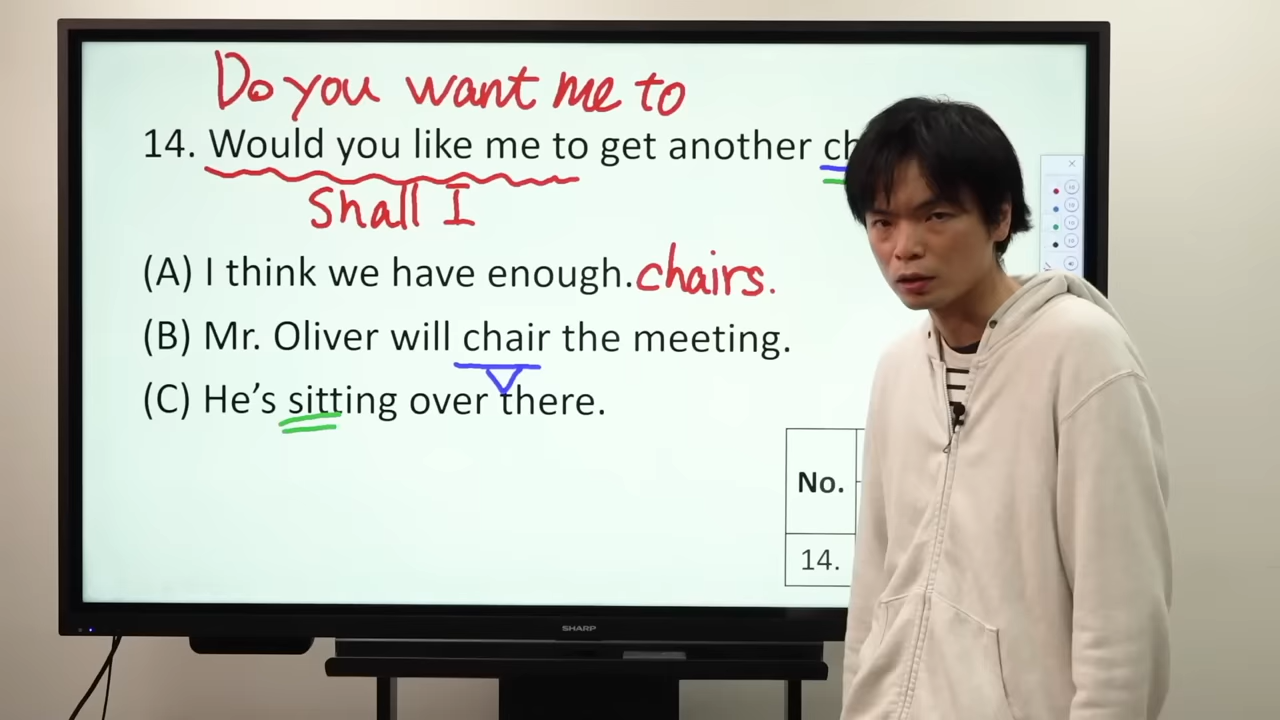 Do you want me to
14. Would you like me to get another
Shall I
(A) I think we have enough. chairs.
(B) Mr. Oliver will chair the meeting.
(C) He's sitting over there.
No.
14.
SHARP